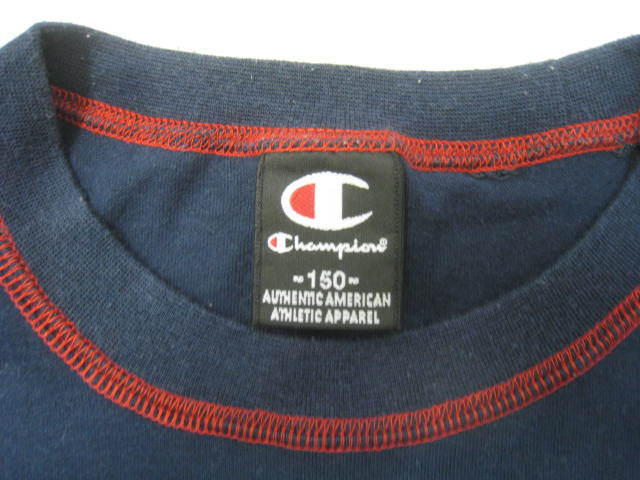 Champion®
~150~
AUTHENTIC AMERICAN
ATHLETIC APPAREL